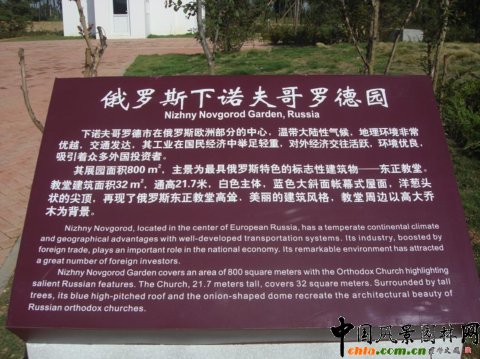 俄罗斯下诺夫哥罗德园
Nizhny Novgorod Garden, Russia
下诺夫哥罗德市在俄罗斯欧洲部分的中心，温带大陆性气候，地理环境非常
优越，交通发达，其工业在国民经济中举足轻重，对外经济交往活跃，环境优良，
吸引着众多外国投资者。
其展园面积800 m²，主景为最具俄罗斯特色的标志性建筑物——东正教堂。
教堂建筑面积32 m²，通高21.7米，白色主体，蓝色大斜面帐幕式屋面，洋葱头
状的尖顶，再现了俄罗斯东正教堂高耸、美丽的建筑风格，教堂周边以高大乔
木为背景。
Nizhny Novgorod, located in the center of European Russia, has a temperate continental climate
and geographical advantages with well-developed transportation systems. Its industry, boosted by
foreign trade, plays an important role in the national economy. Its remarkable environment has attracted
a great number of foreign investors.
Nizhny Novgorod Garden covers an area of 800 square meters with the Orthodox Church highlighting
salient Russian features. The Church, 21.7 meters tall, covers 32 square meters. Surrounded by tall
trees, its blue high-pitched roof and the onion-shaped dome recreate the architectural beauty of
Russian orthodox churches.
中国风景园林网
chla.com.cn